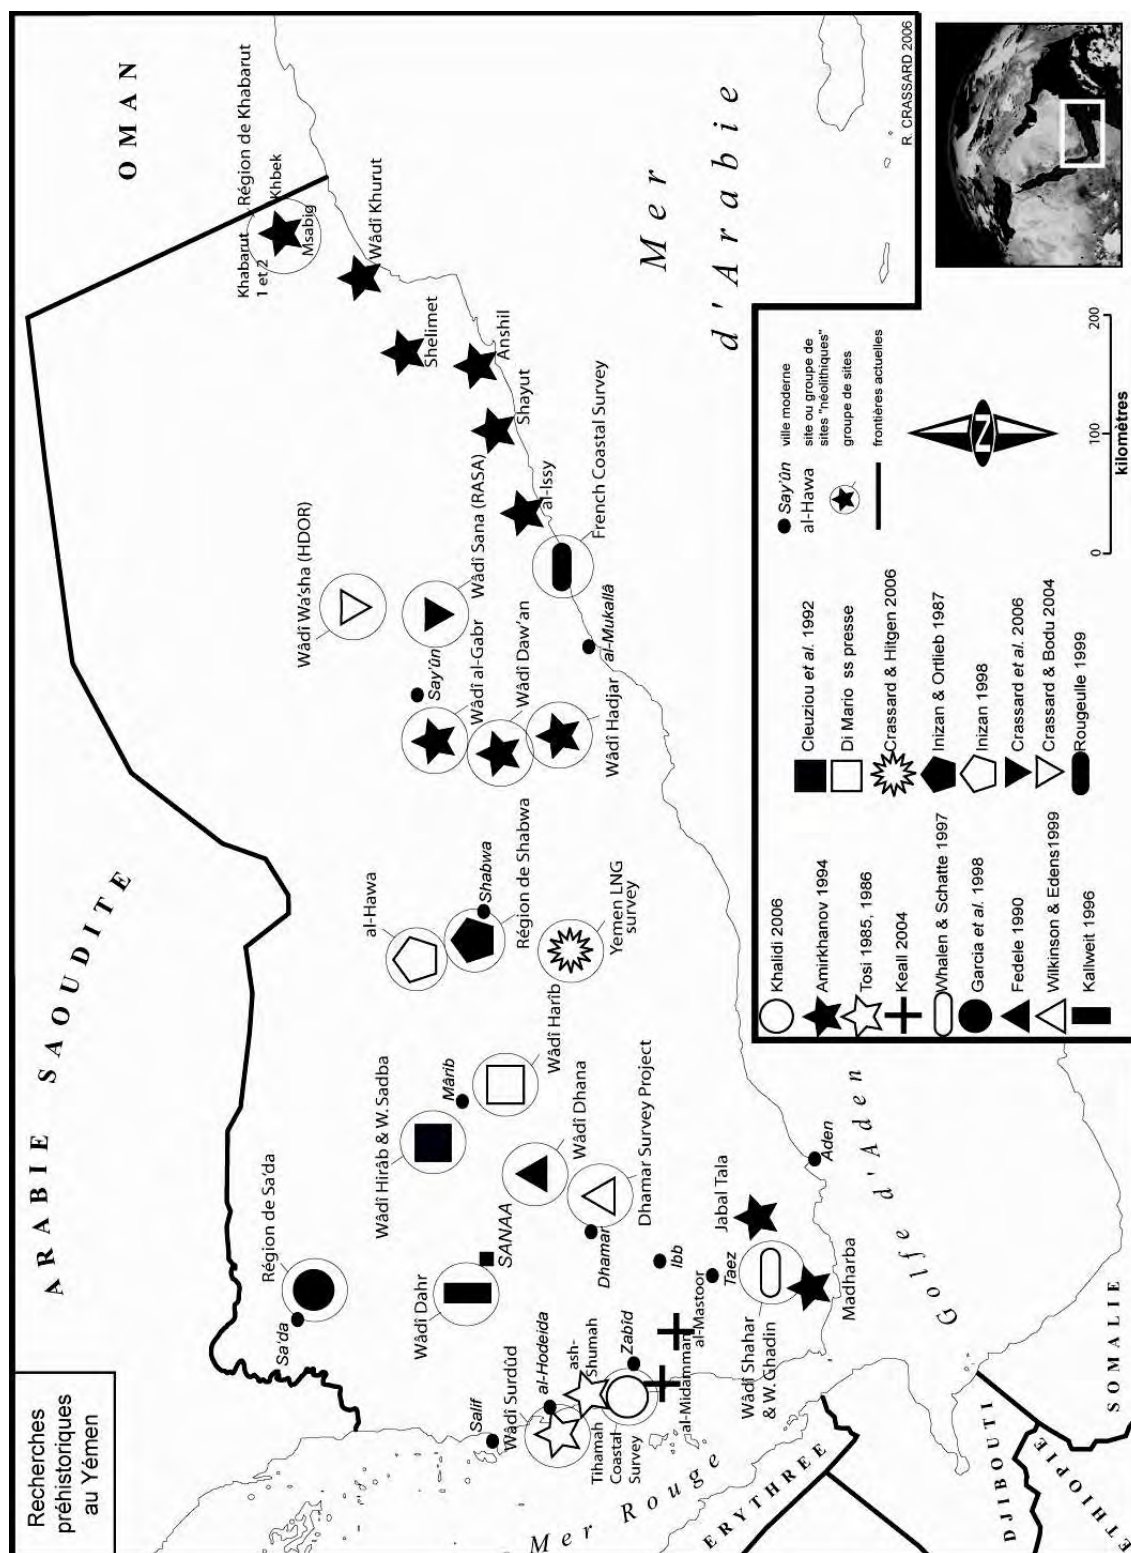 Recherches
préhistoriques
au Yémen
ARABIE SAOUDITE
OMAN
Région de Khabarut
Khabarut
1 et 2
Khbek
Msabig
Wâdî Khurut
Shelimet
Anshil
Shayut
al-Issy
French Coastal Survey
Wâdî Wa'sha (HDOR)
Wâdî Sana (RASA)
Say'ûn
Wâdî al-Gabr
Wâdî Daw'an
Wâdî Hadjar
al-Mukallâ
al-Hawa
Shabwa
Région de Shabwa
Yemen LNG
survey
Wâdî Hirâb & W. Sadba
Mârib
Wâdî Harîb
Wâdî Dhana
Dhamar Survey Project
Dhamar
Région de Sa'da
Sa'da
Wâdî Dahr
SANAA
Salif
Wâdî Surdûd
al-Hodeida
ash-
Shumah
Tihamah
Coastal
Survey
Zabîd
al-Midamman
al-Mastoor
Ibb
Taez
Jabal Tala
Wâdî Shahar
& W. Ghadin
Madharba
Aden
Mer Rouge
Golfe d'Aden
Mer
d'Arabie
ERYTHREE
DJIBOUTI
ETHIOPIE
SOMALIE
R. CRASSARD 2006
Khalidi 2006
Amirkhanov 1994
Tosi 1985, 1986
Keall 2004
Whalen & Schatte 1997
Garcia et al. 1998
Fedele 1990
Wilkinson & Edens1999
Kallweit 1996
Cleuziou et al. 1992
Di Mario ss presse
Crassard & Hitgen 2006
Inizan & Ortlieb 1987
Inizan 1998
Crassard et al. 2006
Crassard & Bodu 2004
Rougeulle 1999
Say'ûn ville moderne
al-Hawa site ou groupe de
sites "néolithiques"
groupe de sites
frontières actuelles
N
0 100 200
kilomètres